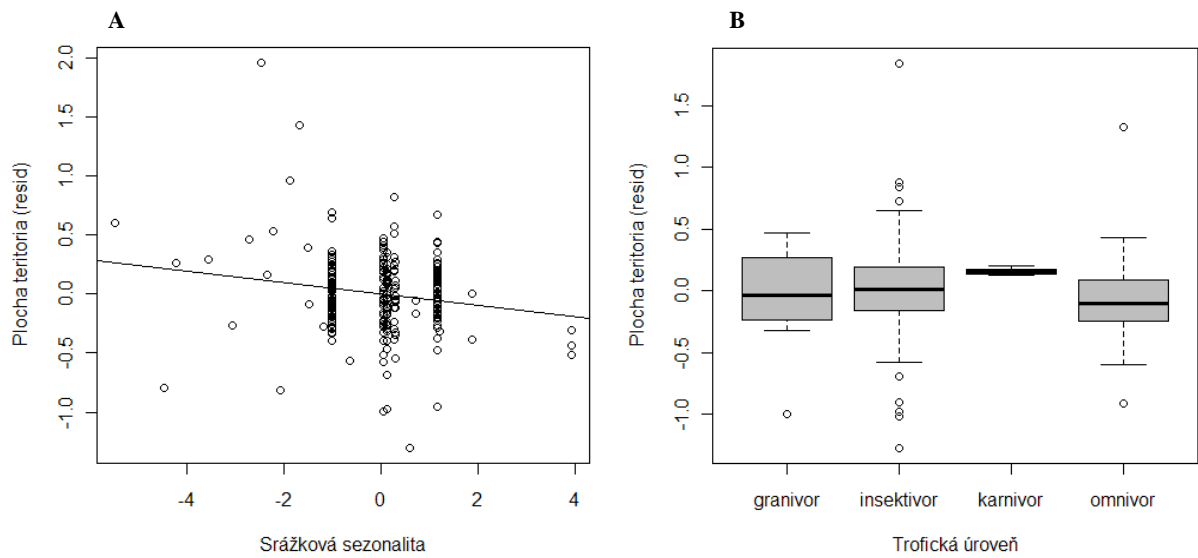 A
Plocha teritoria (resid)
2.0
1.5
1.0
0.5
0.0
-0.5
-1.0
-4
-2
0
2
4
Srážková sezonalita
B
Plocha teritoria (resid)
1.5
1.0
0.5
0.0
-0.5
-1.0
granivor
insektivor
karnivor
omnivor
Trofická úroveň